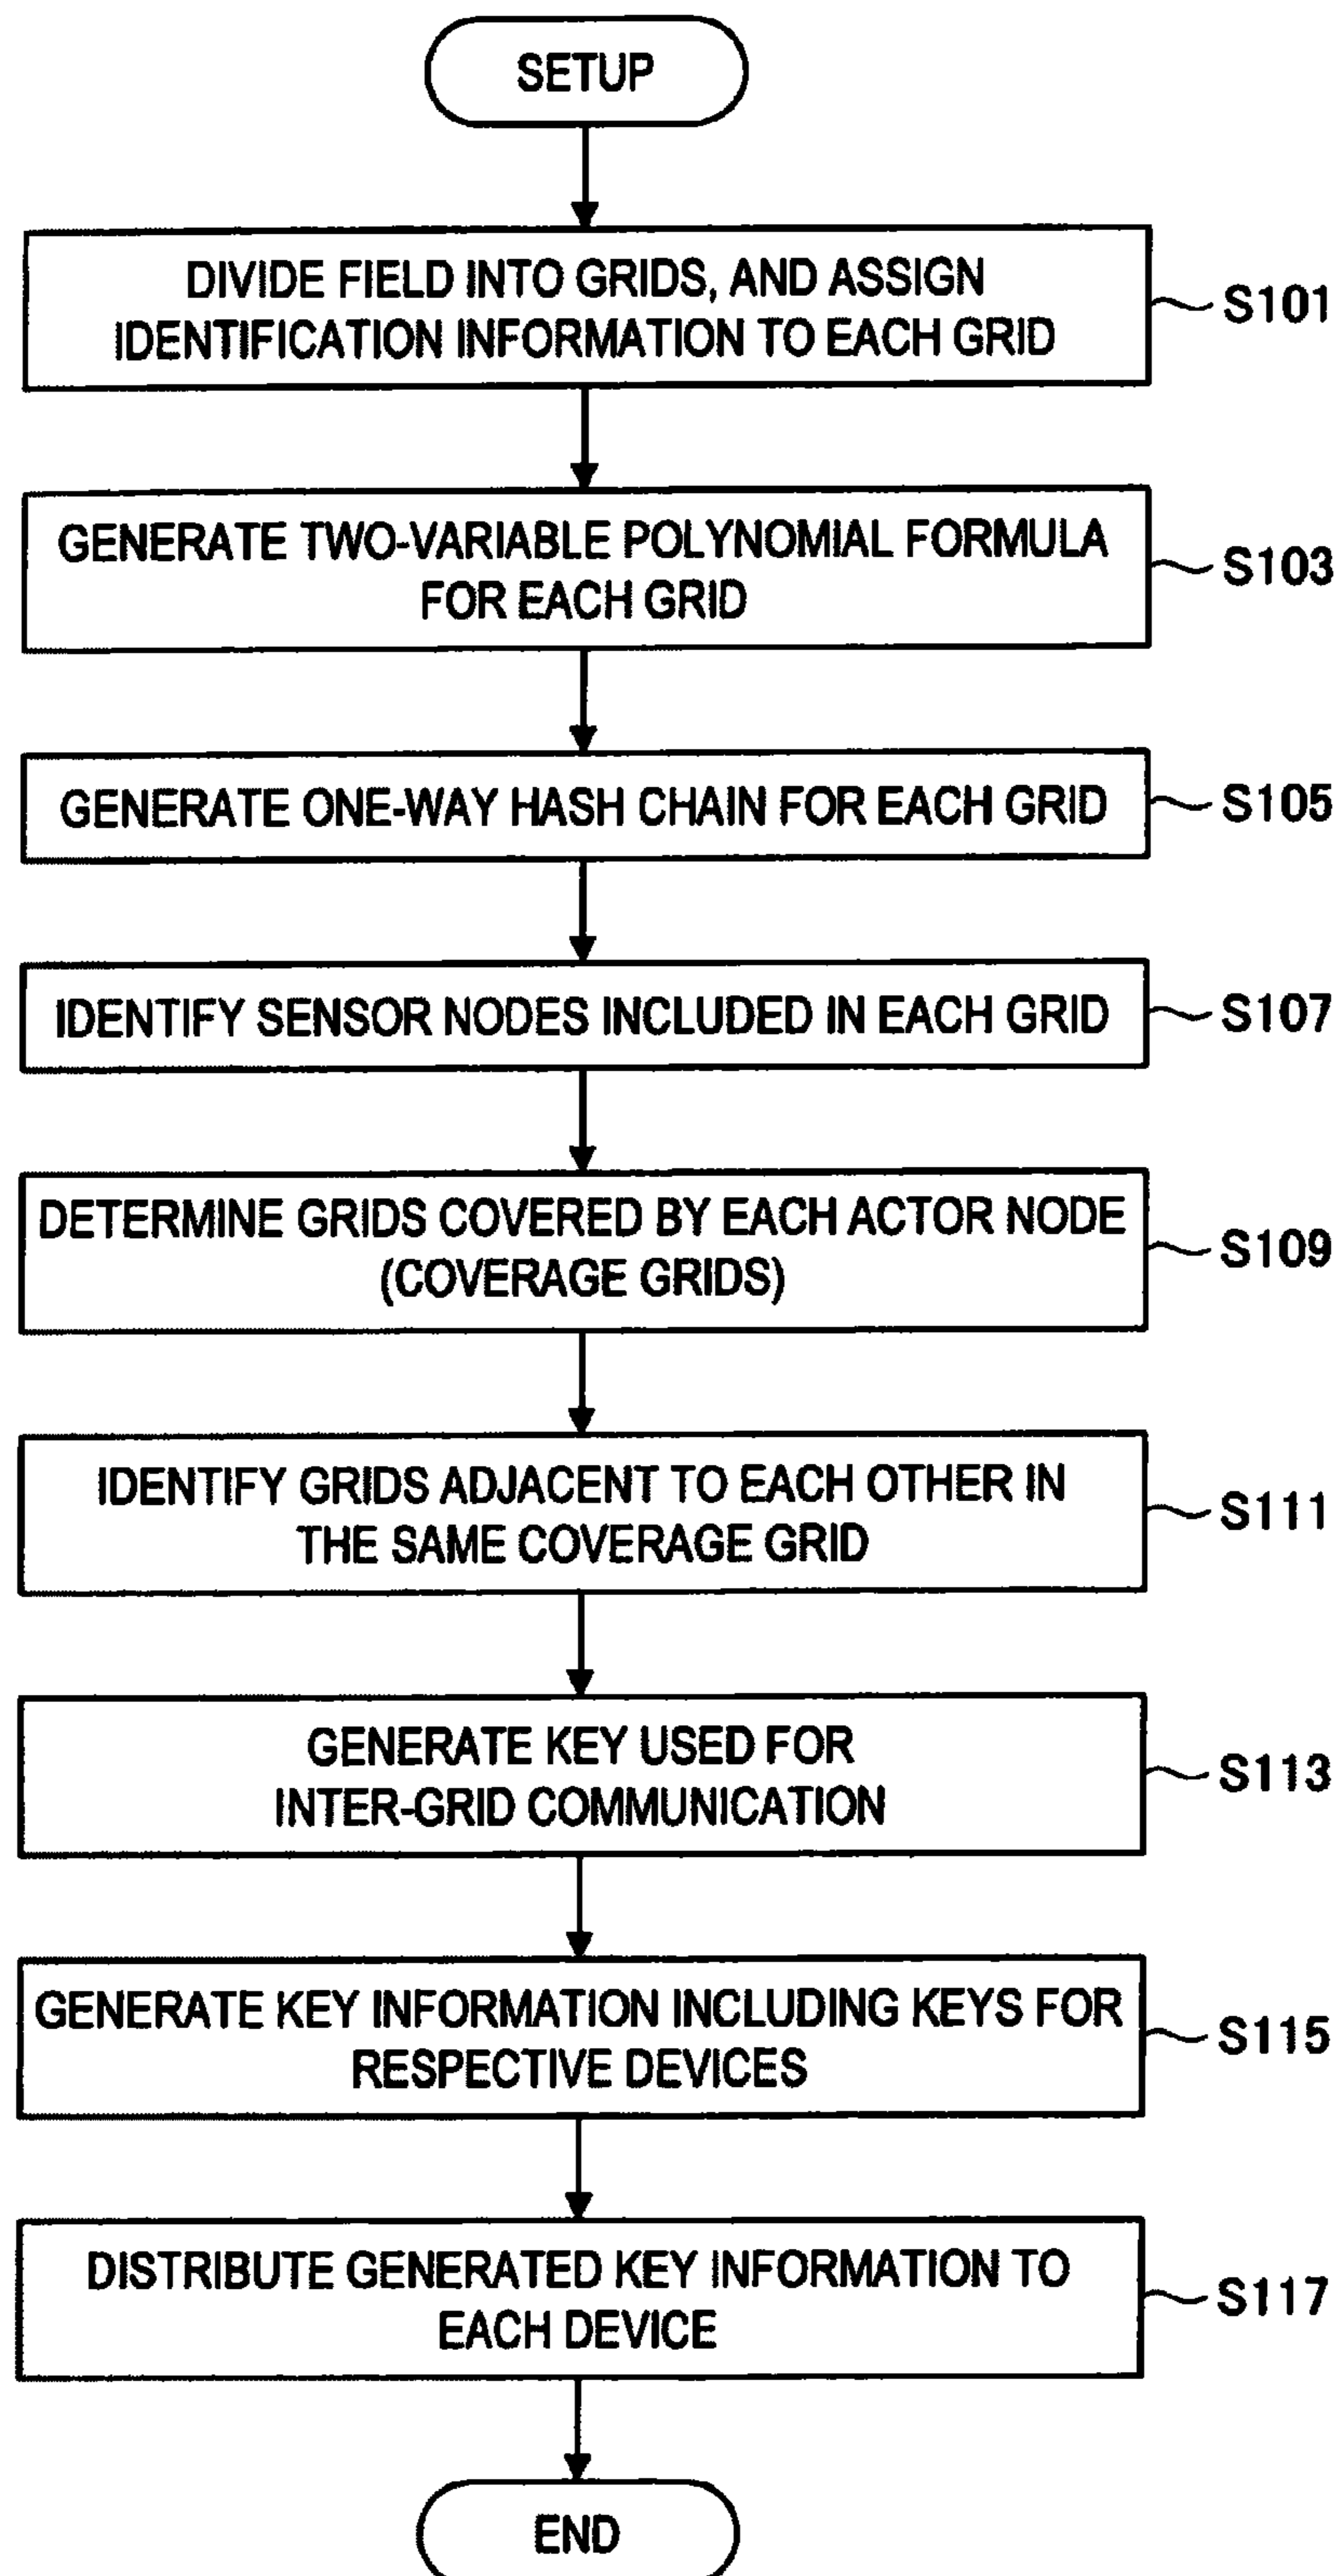 SETUP
DIVIDE FIELD INTO GRIDS, AND ASSIGN
IDENTIFICATION INFORMATION TO EACH GRID
S101
GENERATE TWO-VARIABLE POLYNOMIAL FORMULA
FOR EACH GRID
S103
GENERATE ONE-WAY HASH CHAIN FOR EACH GRID
S105
IDENTIFY SENSOR NODES INCLUDED IN EACH GRID
S107
DETERMINE GRIDS COVERED BY EACH ACTOR NODE
(COVERAGE GRIDS)
S109
IDENTIFY GRIDS ADJACENT TO EACH OTHER IN
THE SAME COVERAGE GRID
S111
GENERATE KEY USED FOR
INTER-GRID COMMUNICATION
S113
GENERATE KEY INFORMATION INCLUDING KEYS FOR
RESPECTIVE DEVICES
S115
DISTRIBUTE GENERATED KEY INFORMATION TO
EACH DEVICE
S117
END